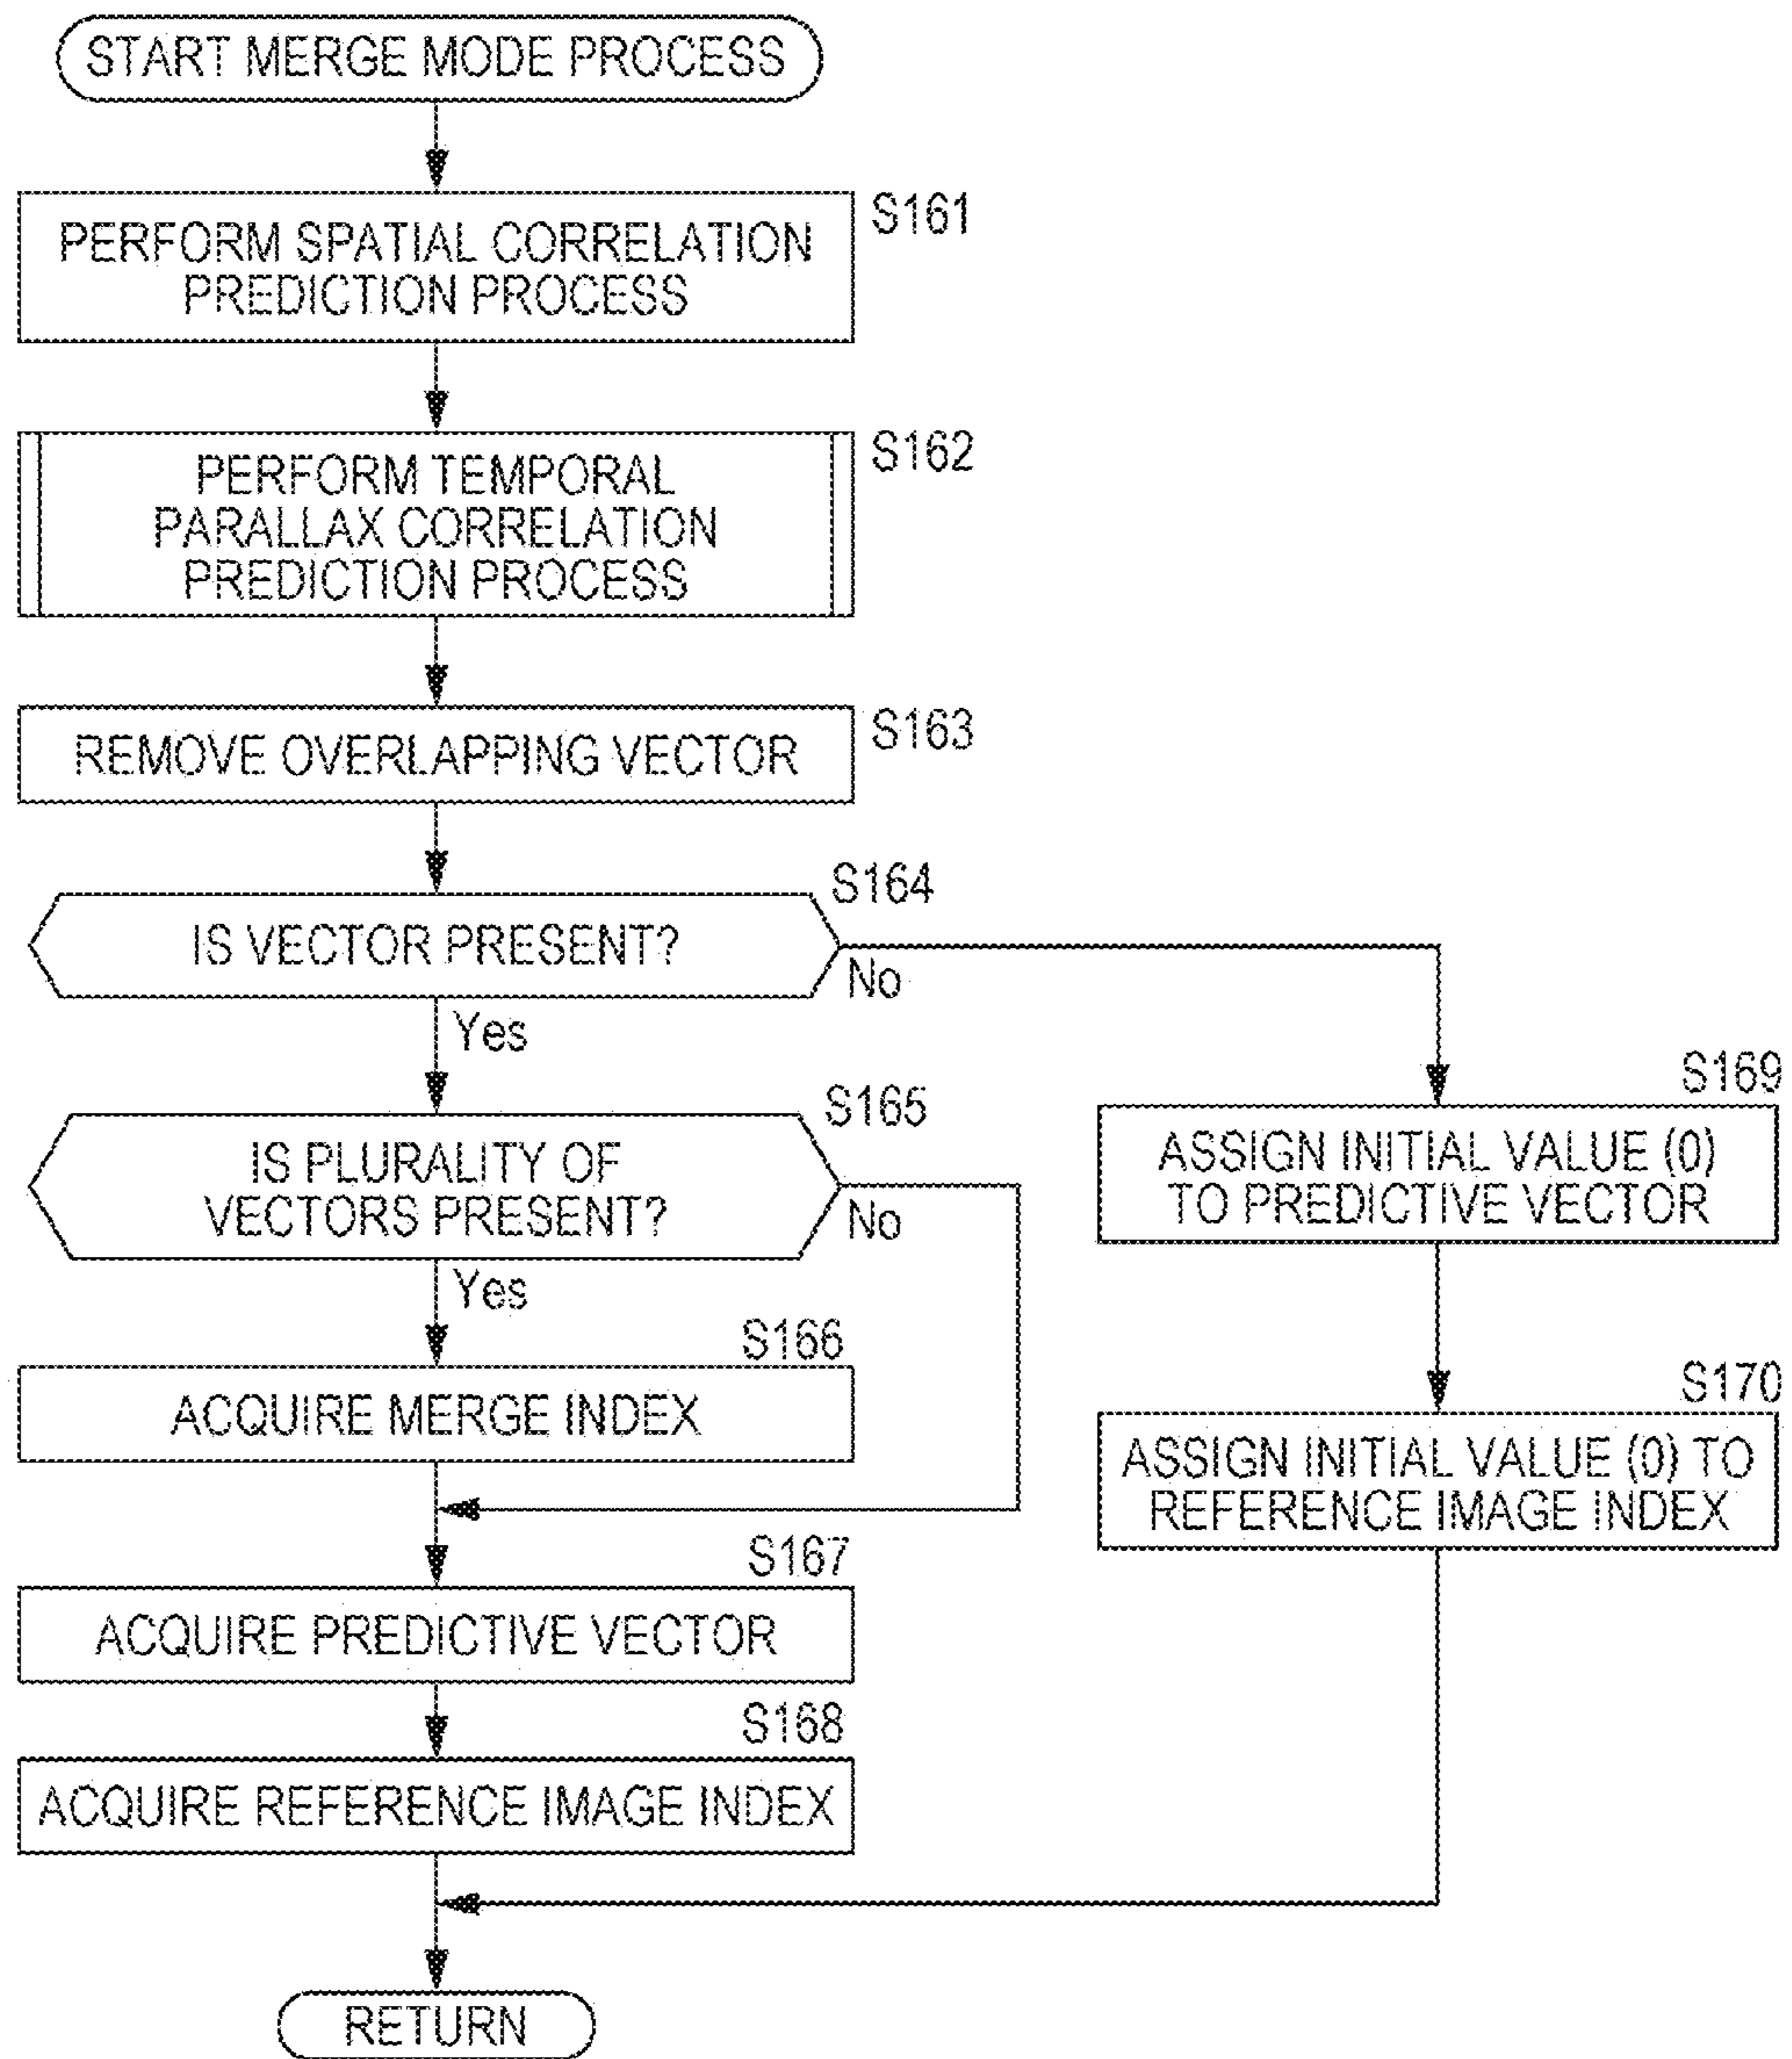 START MERGE MODE PROCESS
S161
PERFORM SPATIAL CORRELATION
PREDICTION PROCESS
S162
PERFORM TEMPORAL
PARALLAX CORRELATION
PREDICTION PROCESS
S163
REMOVE OVERLAPPING VECTOR
S164
IS VECTOR PRESENT?
No
Yes
S165
IS PLURALITY OF
VECTORS PRESENT?
No
Yes
S166
ACQUIRE MERGE INDEX
S167
ACQUIRE PREDICTIVE VECTOR
S168
ACQUIRE REFERENCE IMAGE INDEX
S169
ASSIGN INITIAL VALUE (0)
TO PREDICTIVE VECTOR
S170
ASSIGN INITIAL VALUE (0) TO
REFERENCE IMAGE INDEX
RETURN